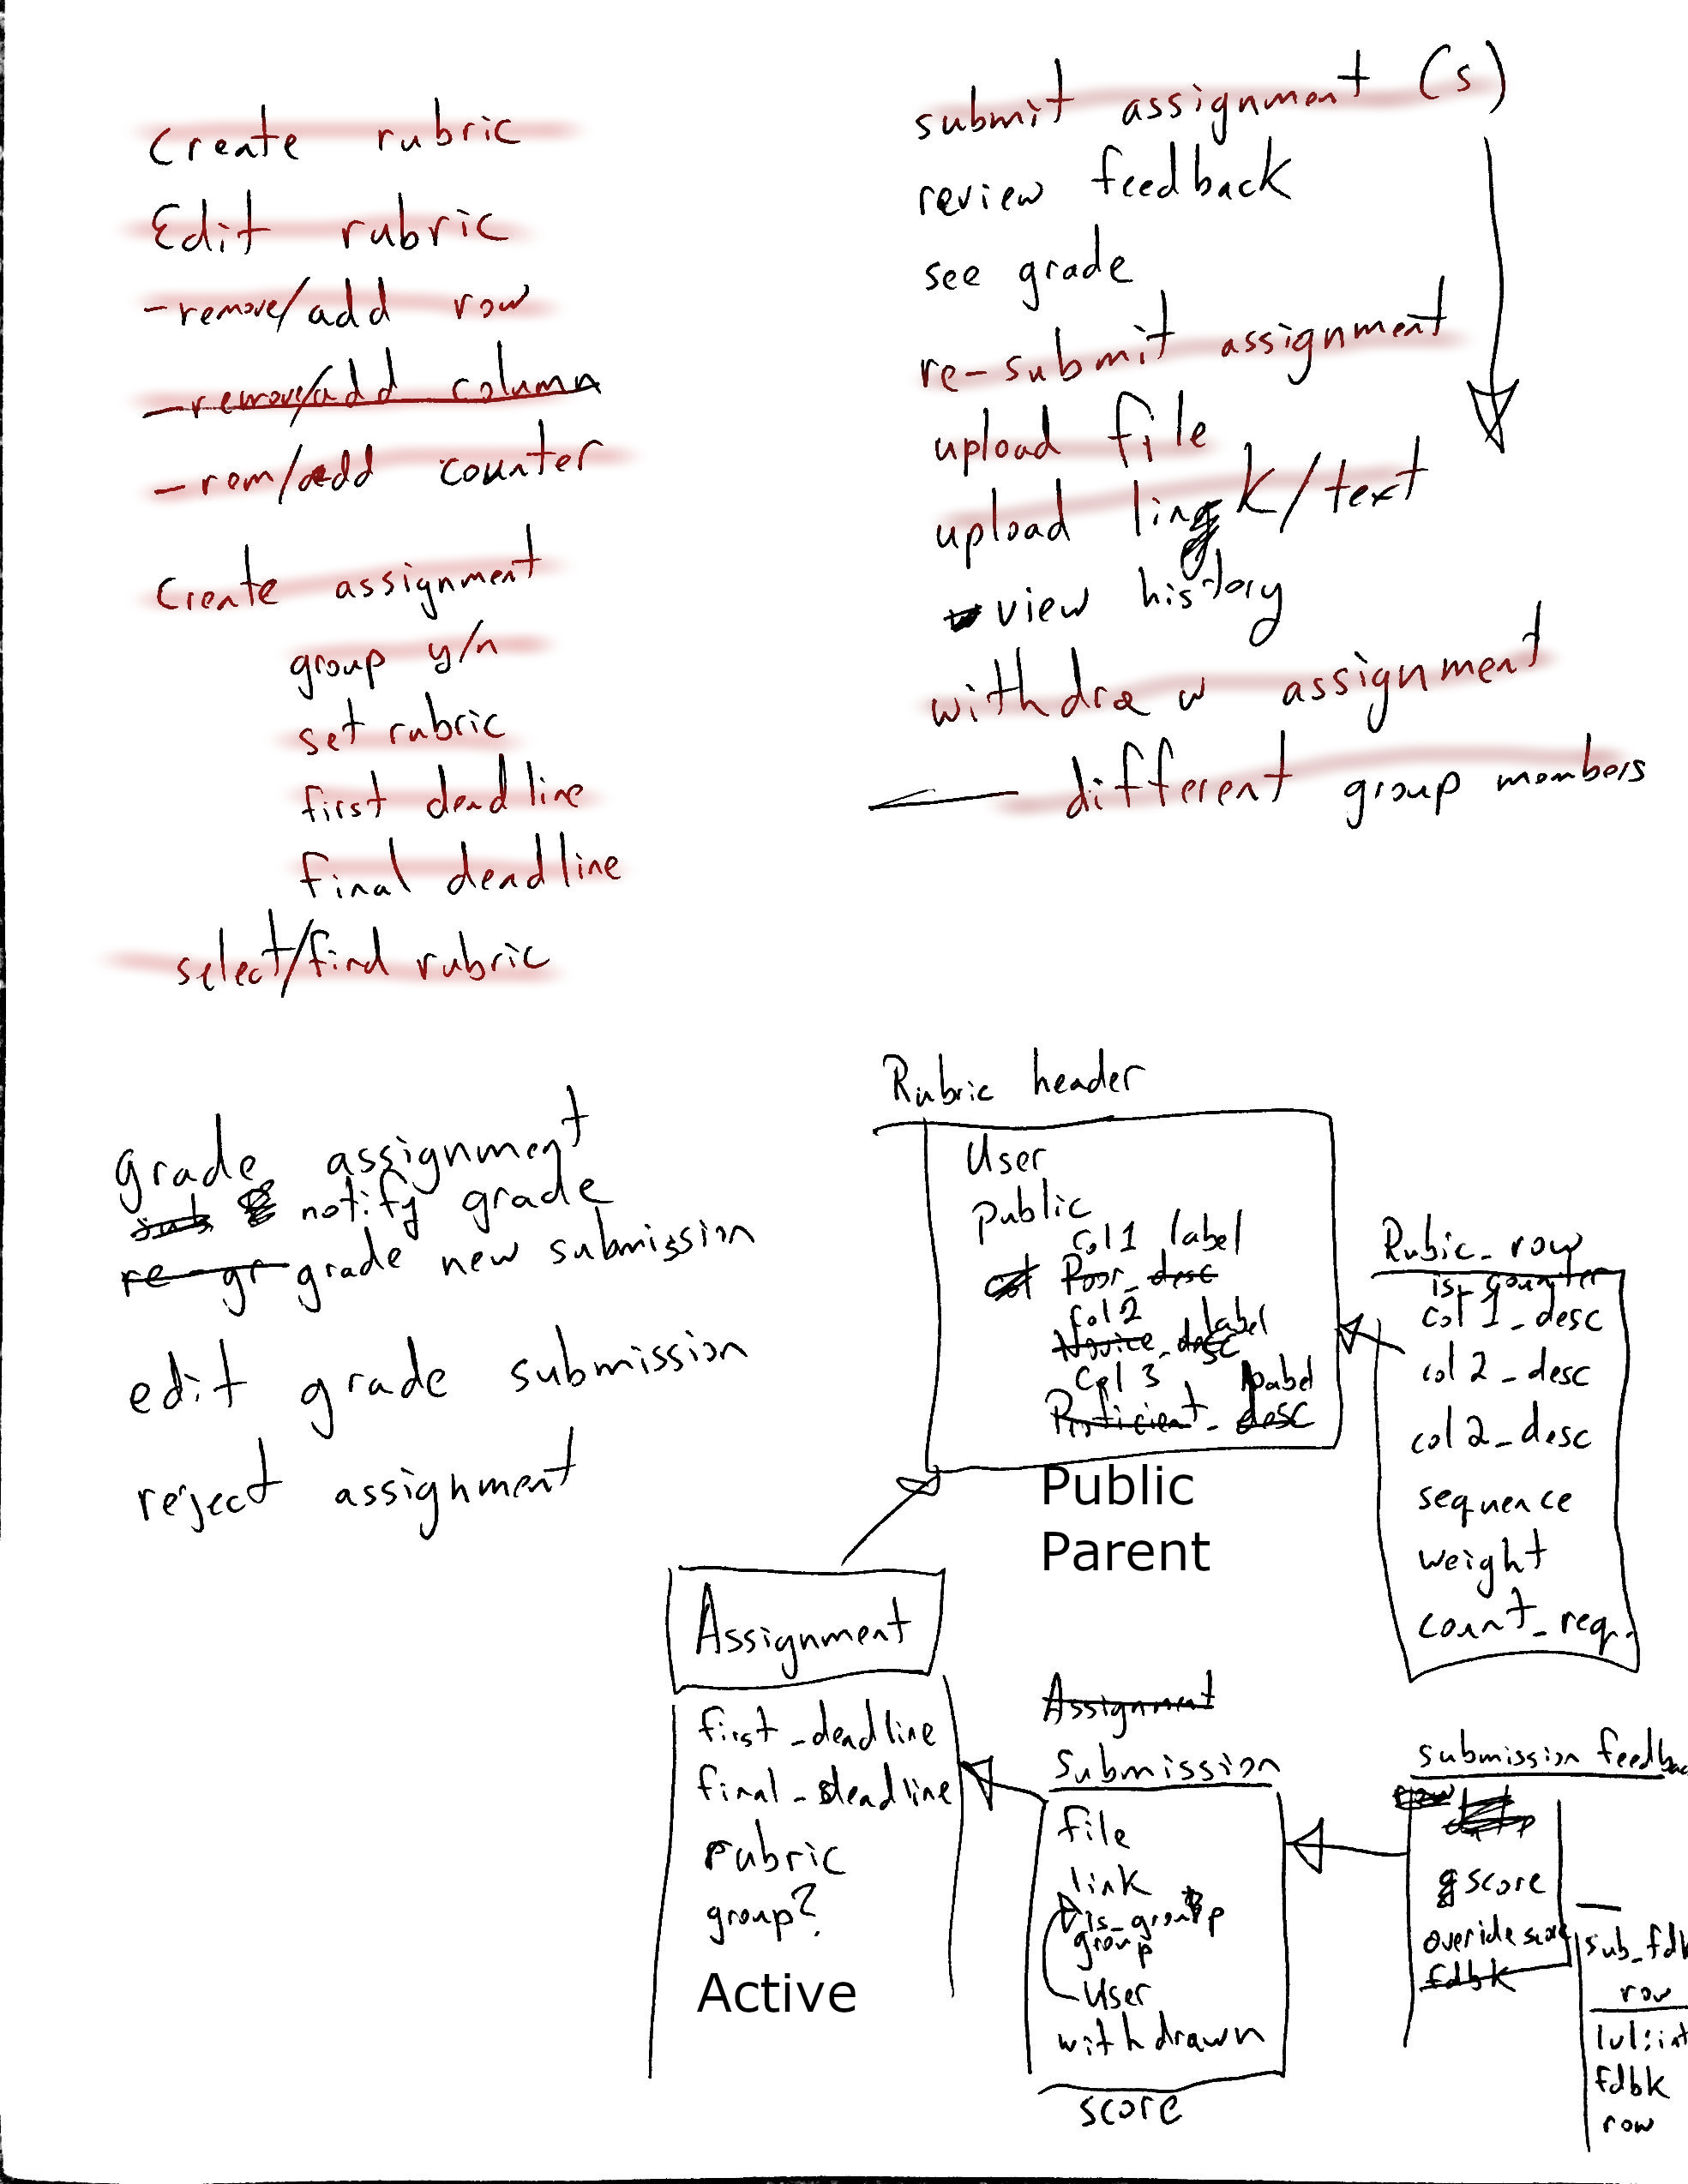 Create rubric
Edit rubric
-remove/add row
-remove/add column
-rem/add counter
Create assignment
group y/n
set rubric
first deadline
final deadline
select/find rubric
submit assignment (s)
review feedback
see grade
re-submit assignment
upload file
upload link/text
view history
withdraw assignment
different group members
grade assignment
sub notify grade
re-gr grade new submission
edit grade submission
reject assignment
Rubric header
User
Public
col1 label
col Poor_desc
col2 label
Novice_desc
Col 3 label
Proficient_desc
Public
Parent
Rubic_row
is_counter
col 1_desc
col 2_desc
col 2_desc
sequence
weight
count_req.
Assignment
first_deadline
final_deadline
rubric
group?
Active
Assignment
Submission
file
link
is_group
group
User
withdrawn
score
submission feedbac
score
override score
fdbk
sub_fdb
row
lvl:int
fdbk
row